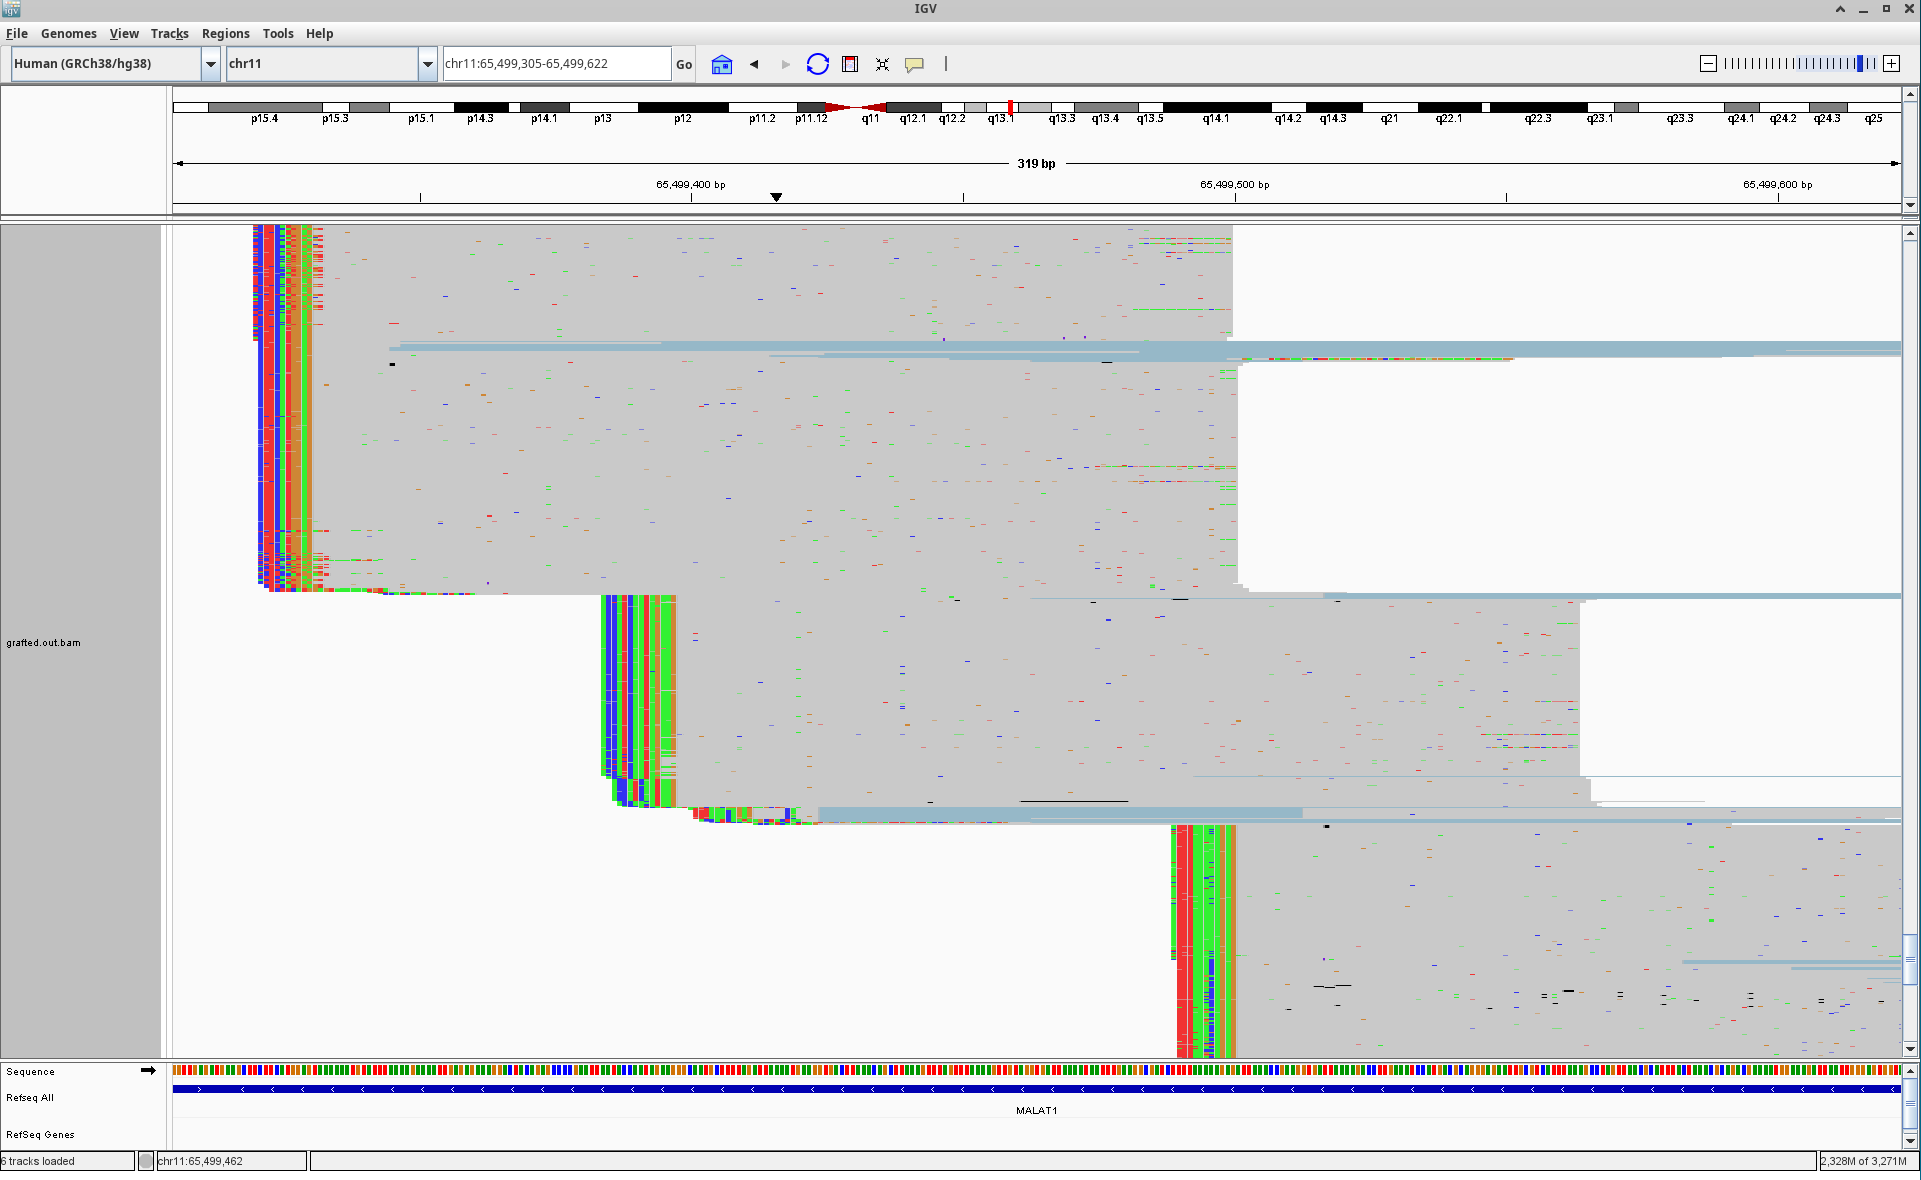 IGV
File Genomes View Tracks Regions Tools Help
Human (GRCh38/hg38) chr11 chr11:65,499,305-65,499,622 Go
p15.4 p15.3 p15.1 p14.3 p14.1 p13 p12 p11.2 p11.12 q11 q12.1 q12.2 q13.1 q13.3 q13.4 q13.5 q14.1 q14.2 q14.3 q21 q22.1 q22.3 q23.1 q23.3 q24.1 q24.2 q24.3 q25
319 bp
65,499,400 bp 65,499,500 bp 65,499,600 bp
grafted.out.bam
Sequence
Refseq All
MALAT1
RefSeq Genes
6 tracks loaded chr11:65,499,462 2,328M of 3,271M